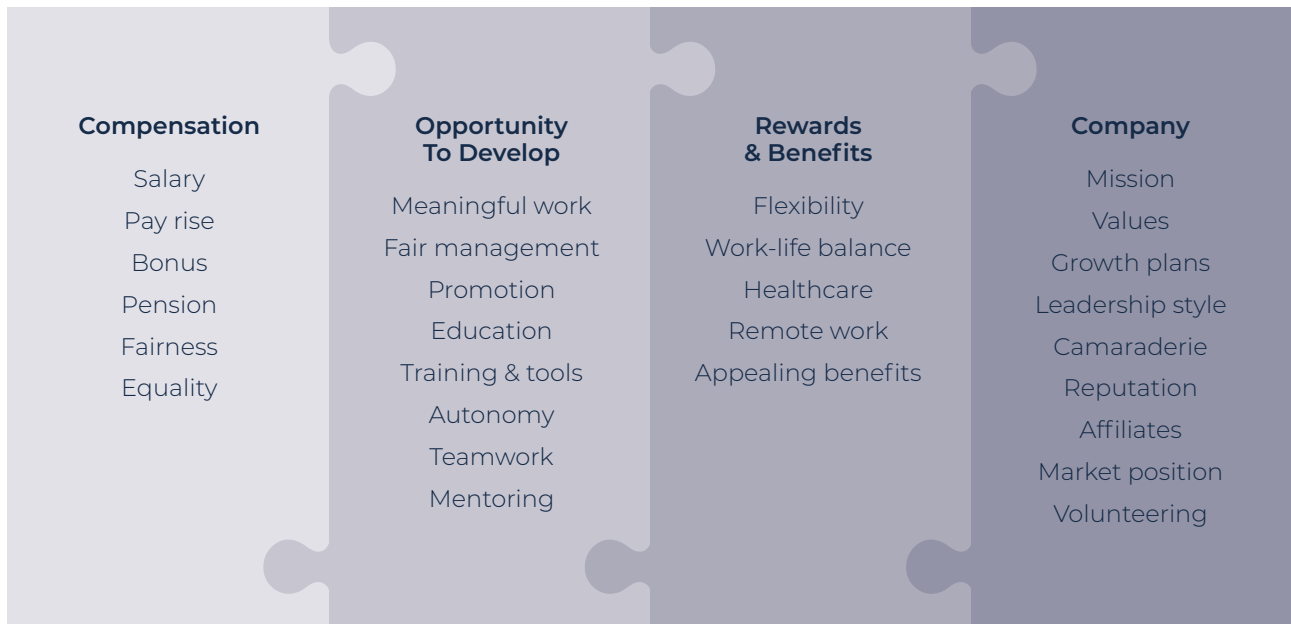 Compensation
Salary
Pay rise
Bonus
Pension
Fairness
Equality
Opportunity
To Develop
Meaningful work
Fair management
Promotion
Education
Training & tools
Autonomy
Teamwork
Mentoring
Rewards
& Benefits
Flexibility
Work-life balance
Healthcare
Remote work
Appealing benefits
Company
Mission
Values
Growth plans
Leadership style
Camaraderie
Reputation
Affiliates
Market position
Volunteering